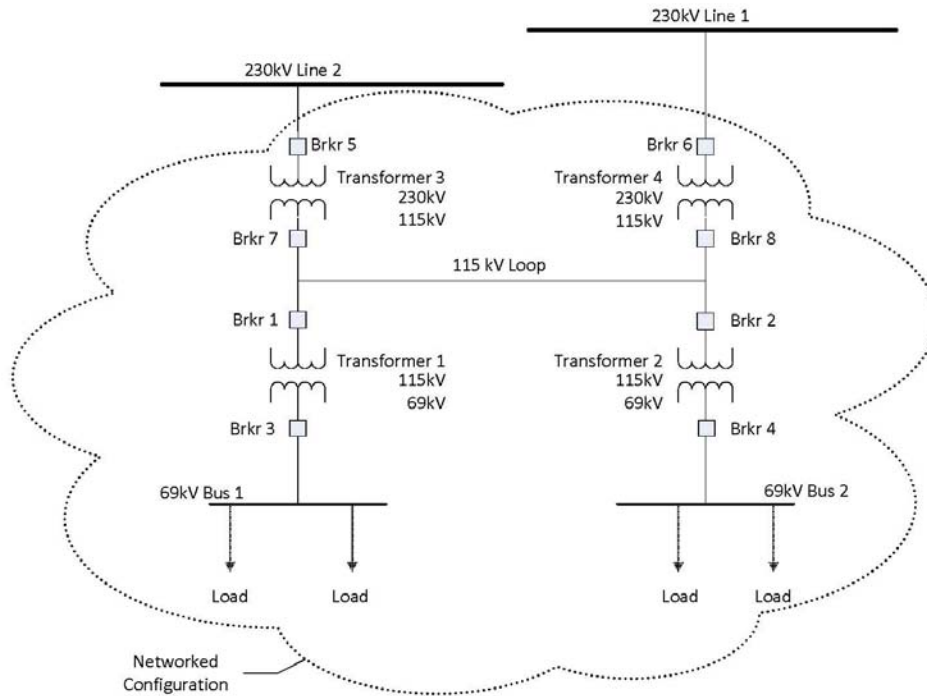 230kV Line 1
230kV Line 2
Brkr 5
Brkr 6
Transformer 3
230kV
115kV
Transformer 4
230kV
115kV
Brkr 7
Brkr 8
115 kV Loop
Brkr 1
Brkr 2
Transformer 1
115kV
69kV
Transformer 2
115kV
69kV
Brkr 3
Brkr 4
69kV Bus 1
69kV Bus 2
Load
Load
Load
Load
Networked
Configuration